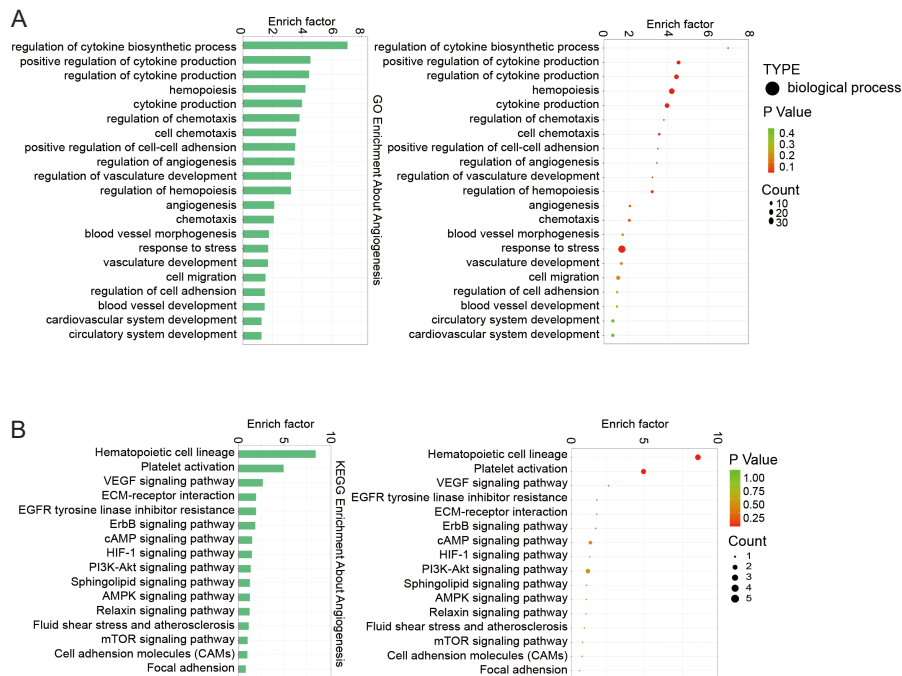 A
Enrich factor
0 2 4 6 8
regulation of cytokine biosynthetic process
positive regulation of cytokine production
regulation of cytokine production
hemopoiesis
cytokine production
regulation of chemotaxis
cell chemotaxis
positive regulation of cell-cell adhesion
regulation of angiogenesis
regulation of vasculature development
regulation of hemopoiesis
angiogenesis
chemotaxis
blood vessel morphogenesis
response to stress
vasculature development
cell migration
regulation of cell adhesion
blood vessel development
cardiovascular system development
circulatory system development
GO Enrichment About Angiogenesis
Enrich factor
0 2 4 6 8
regulation of cytokine biosynthetic process
positive regulation of cytokine production
regulation of cytokine production
hemopoiesis
cytokine production
regulation of chemotaxis
cell chemotaxis
positive regulation of cell-cell adhesion
regulation of angiogenesis
regulation of vasculature development
regulation of hemopoiesis
angiogenesis
chemotaxis
blood vessel morphogenesis
response to stress
vasculature development
cell migration
regulation of cell adhesion
blood vessel development
circulatory system development
cardiovascular system development
TYPE
biological process
P Value
0.4
0.3
0.2
0.1
Count
10
20
30
B
Enrich factor
0 5 10
Hematopoietic cell lineage
Platelet activation
VEGF signaling pathway
ECM-receptor interaction
EGFR tyrosine linase inhibitor resistance
ErbB signaling pathway
cAMP signaling pathway
HIF-1 signaling pathway
PI3K-Akt signaling pathway
Sphingolipid signaling pathway
AMPK signaling pathway
Relaxin signaling pathway
Fluid shear stress and atherosclerosis
mTOR signaling pathway
Cell adhension molecules (CAMs)
Focal adhension
KEGG Enrichment About Angiogenesis
Enrich factor
0 5 10
Hematopoietic cell lineage
Platelet activation
VEGF signaling pathway
EGFR tyrosine linase inhibitor resistance
ECM-receptor interaction
ErbB signaling pathway
cAMP signaling pathway
HIF-1 signaling pathway
PI3K-Akt signaling pathway
Sphingolipid signaling pathway
AMPK signaling pathway
Relaxin signaling pathway
Fluid shear stress and atherosclerosis
mTOR signaling pathway
Cell adhension molecules (CAMs)
Focal adhension
P Value
1.00
0.75
0.50
0.25
Count
1
2
3
4
5